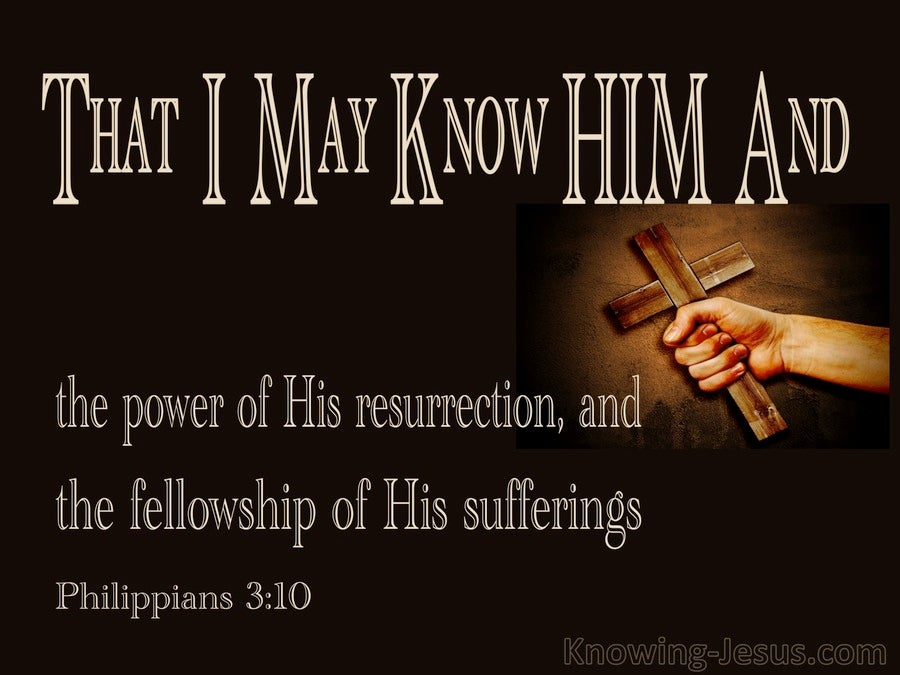 That I May Know HIM And
the power of His resurrection, and
the fellowship of His sufferings
Philippians 3:10
Knowing-Jesus.com